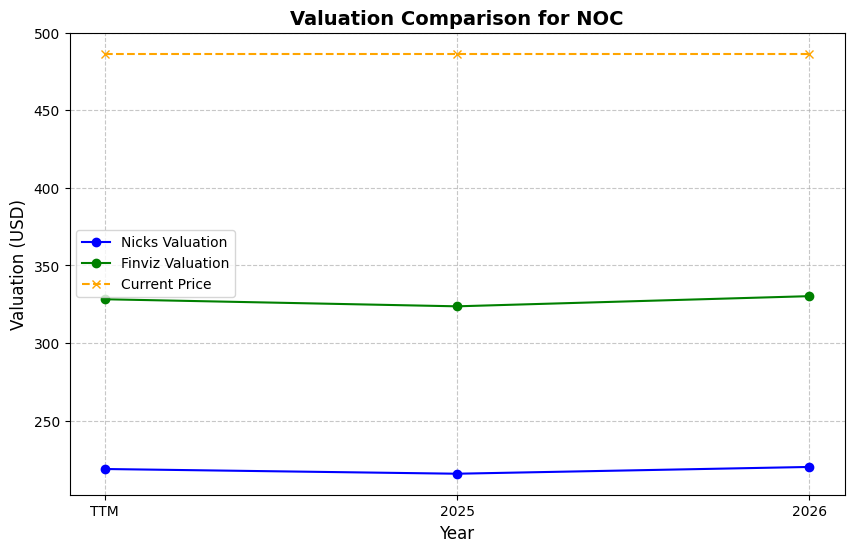 Valuation Comparison for NOC
500
450
400
350
300
250
Valuation (USD)
Nicks Valuation
Finviz Valuation
Current Price
TTM
2025
2026
Year